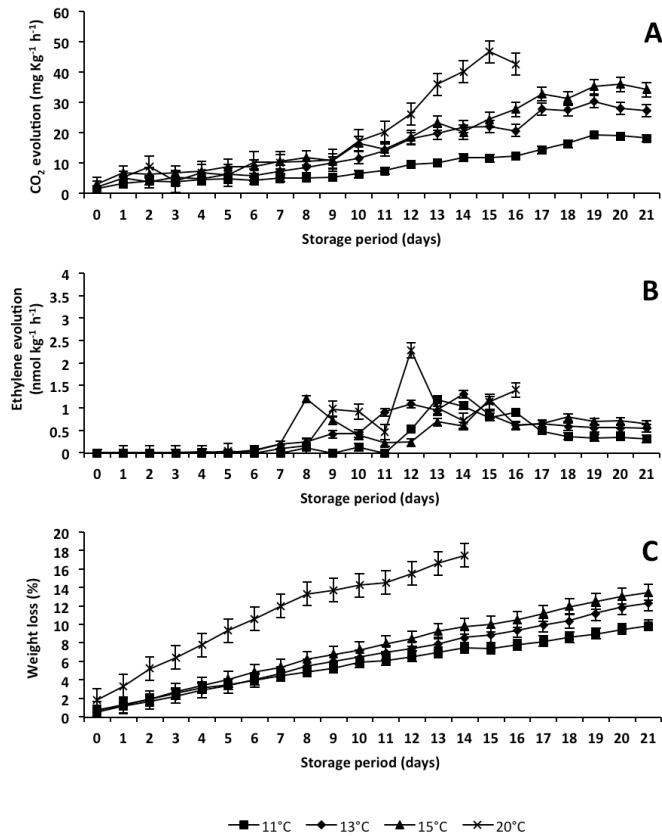 A
CO₂ evolution (mg Kg⁻¹ h⁻¹)
60
50
40
30
20
10
0
0 1 2 3 4 5 6 7 8 9 10 11 12 13 14 15 16 17 18 19 20 21
Storage period (days)
B
Ethylene evolution
(nmol kg⁻¹ h⁻¹)
4
3.5
3
2.5
2
1.5
1
0.5
0
0 1 2 3 4 5 6 7 8 9 10 11 12 13 14 15 16 17 18 19 20 21
Storage period (days)
C
Weight loss (%)
20
18
16
14
12
10
8
6
4
2
0
0 1 2 3 4 5 6 7 8 9 10 11 12 13 14 15 16 17 18 19 20 21
Storage period (days)
11°C 13°C 15°C 20°C